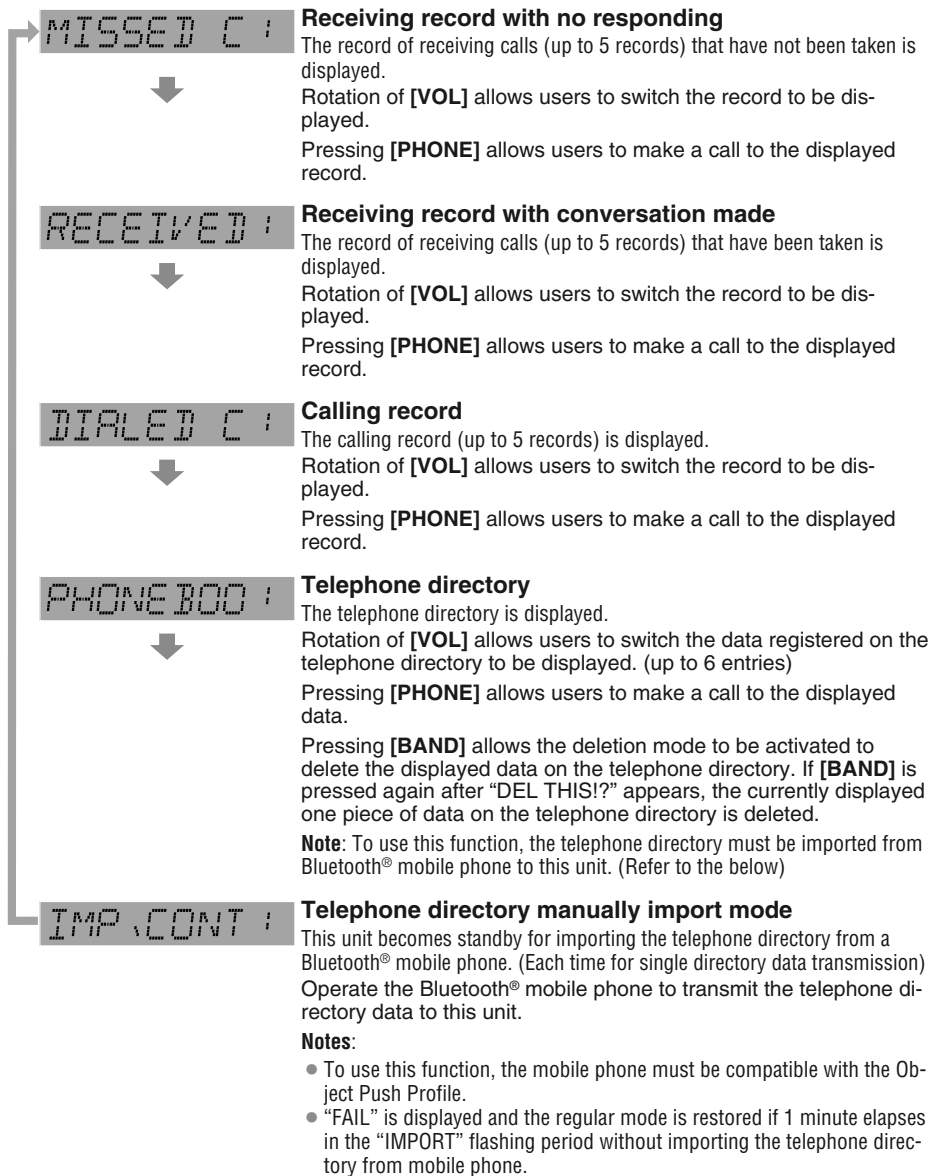 MISSED C
Receiving record with no responding
The record of receiving calls (up to 5 records) that have not been taken is
displayed.
Rotation of [VOL] allows users to switch the record to be dis-
played.
Pressing [PHONE] allows users to make a call to the displayed
record.
RECEIVED
Receiving record with conversation made
The record of receiving calls (up to 5 records) that have been taken is
displayed.
Rotation of [VOL] allows users to switch the record to be dis-
played.
Pressing [PHONE] allows users to make a call to the displayed
record.
DIALED C
Calling record
The calling record (up to 5 records) is displayed.
Rotation of [VOL] allows users to switch the record to be dis-
played.
Pressing [PHONE] allows users to make a call to the displayed
record.
PHONEBOO
Telephone directory
The telephone directory is displayed.
Rotation of [VOL] allows users to switch the data registered on the
telephone directory to be displayed. (up to 6 entries)
Pressing [PHONE] allows users to make a call to the displayed
data.
Pressing [BAND] allows the deletion mode to be activated to
delete the displayed data on the telephone directory. If [BAND] is
pressed again after “DEL THIS!?” appears, the currently displayed
one piece of data on the telephone directory is deleted.
Note: To use this function, the telephone directory must be imported from
Bluetooth® mobile phone to this unit. (Refer to the below)
IMP.CONT
Telephone directory manually import mode
This unit becomes standby for importing the telephone directory from a
Bluetooth® mobile phone. (Each time for single directory data transmission)
Operate the Bluetooth® mobile phone to transmit the telephone di-
rectory data to this unit.
Notes:
● To use this function, the mobile phone must be compatible with the Ob-
ject Push Profile.
● “FAIL” is displayed and the regular mode is restored if 1 minute elapses
in the “IMPORT” flashing period without importing the telephone direc-
tory from mobile phone.